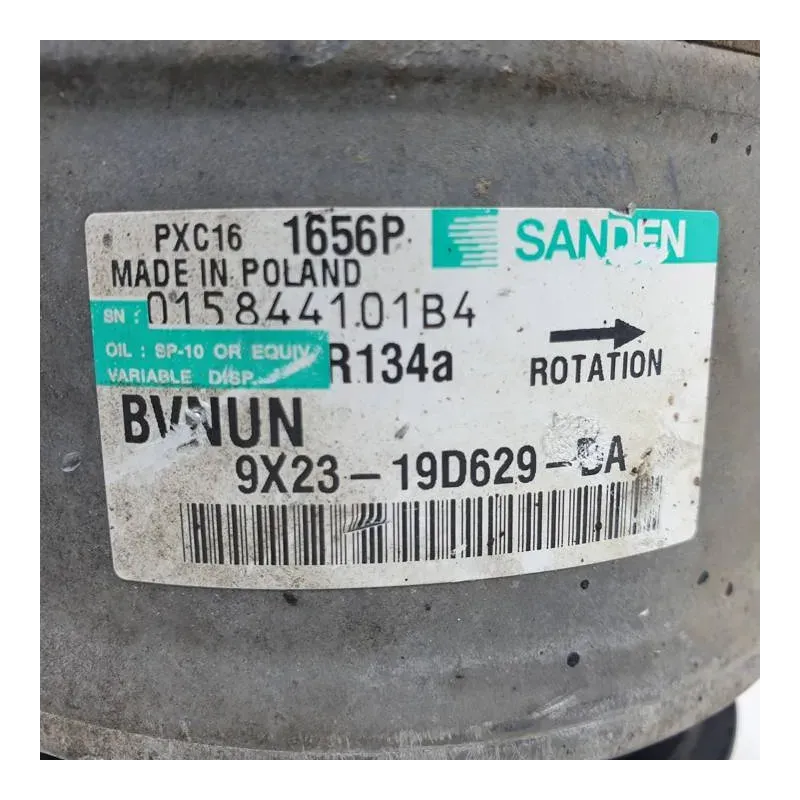 PXC16 1656P SANDEN
MADE IN POLAND
SN : 015844101B4
OIL : SP-10 OR EQUIV. R134a ROTATION
VARIABLE DISP.
BVNUN
9X23-19D629-